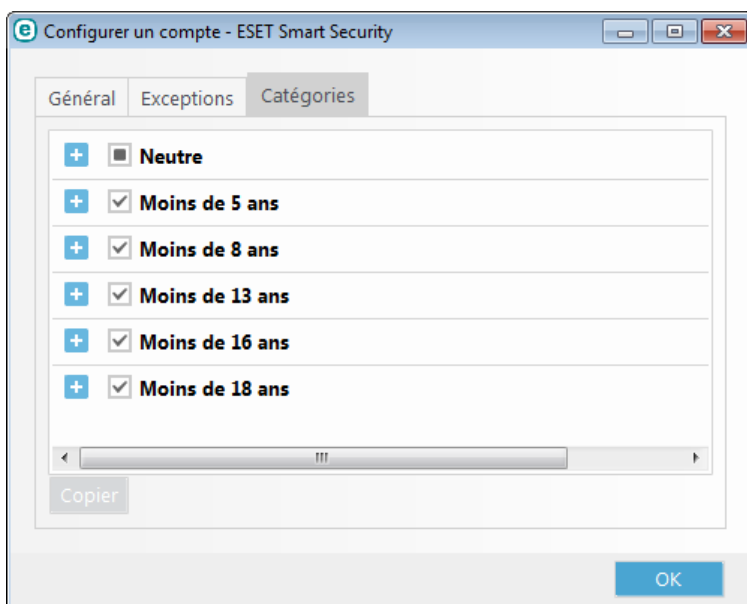 Configurer un compte - ESET Smart Security
Général Exceptions Catégories
Neutre
Moins de 5 ans
Moins de 8 ans
Moins de 13 ans
Moins de 16 ans
Moins de 18 ans
Copier
OK